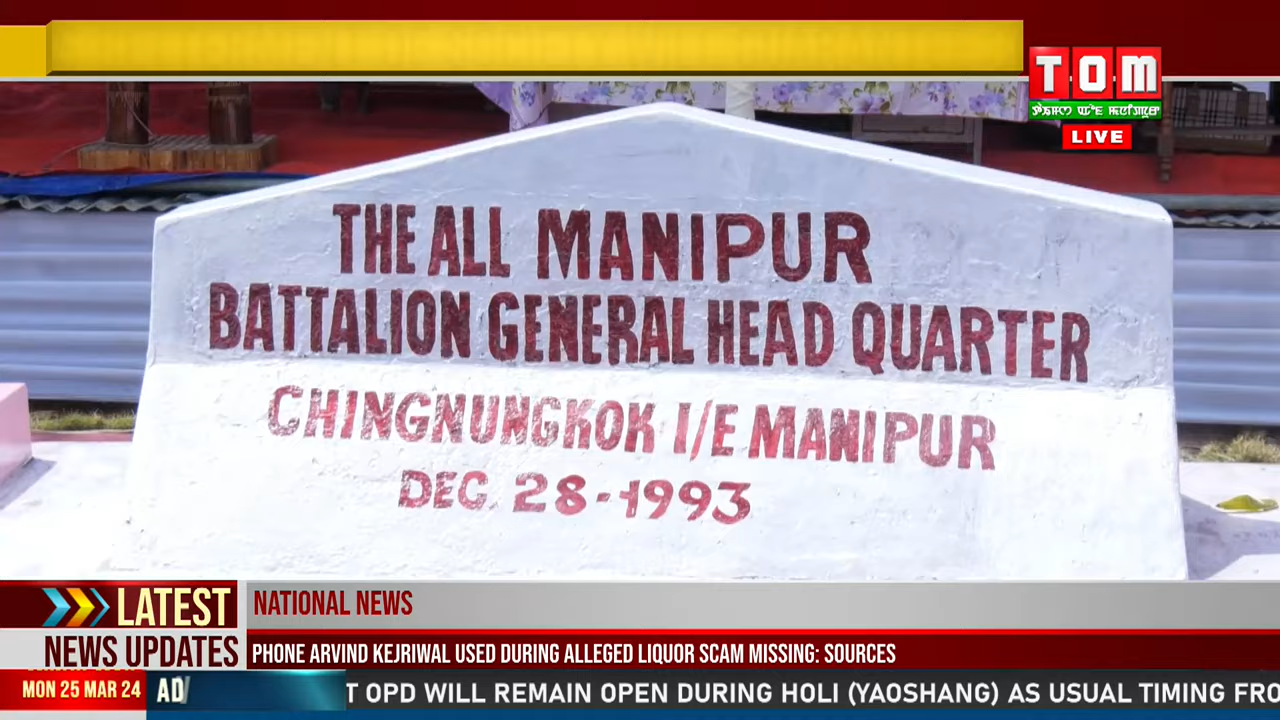 TOM
LIVE
THE ALL MANIPUR
BATTALION GENERAL HEAD QUARTER
CHINGNUNGKOK I/E MANIPUR
DEC. 28-1993
LATEST
NEWS UPDATES
NATIONAL NEWS
PHONE ARVIND KEJRIWAL USED DURING ALLEGED LIQUOR SCAM MISSING: SOURCES
MON 25 MAR 24
AD
T OPD WILL REMAIN OPEN DURING HOLI (YAOSHANG) AS USUAL TIMING FRO